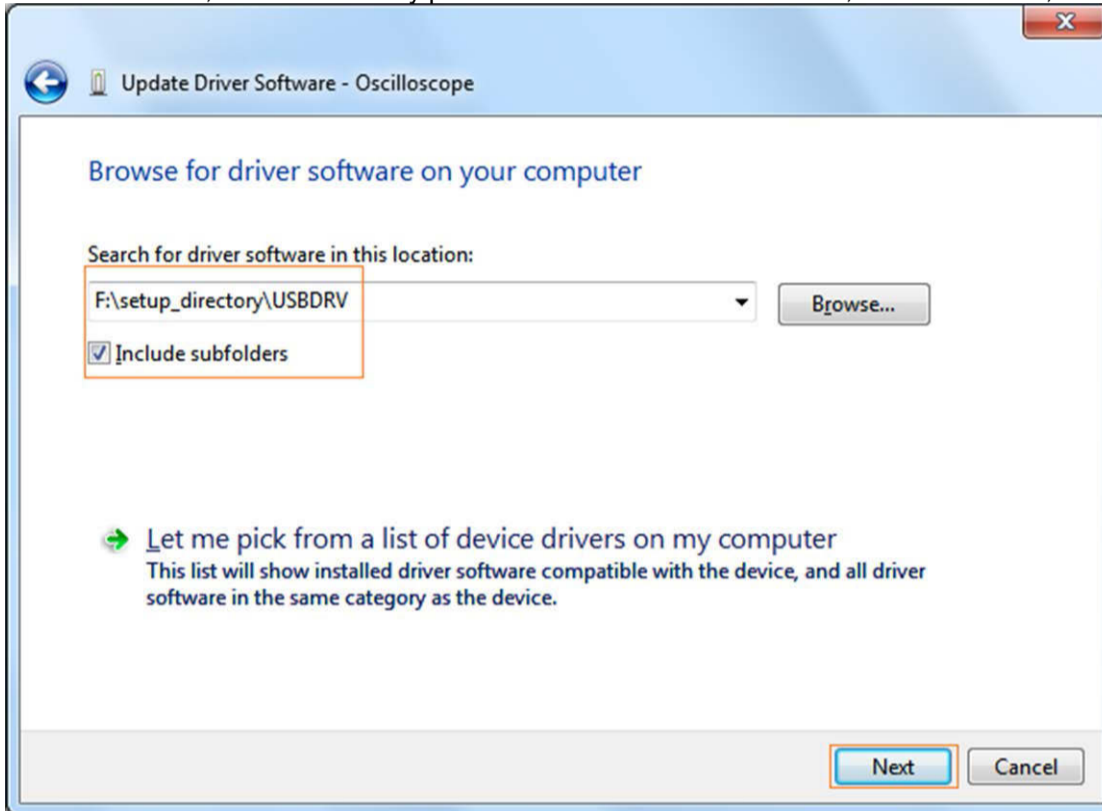 Update Driver Software - Oscilloscope
Browse for driver software on your computer
Search for driver software in this location:
F:\setup_directory\USBDRV
Browse...
Include subfolders
Let me pick from a list of device drivers on my computer
This list will show installed driver software compatible with the device, and all driver
software in the same category as the device.
Next
Cancel